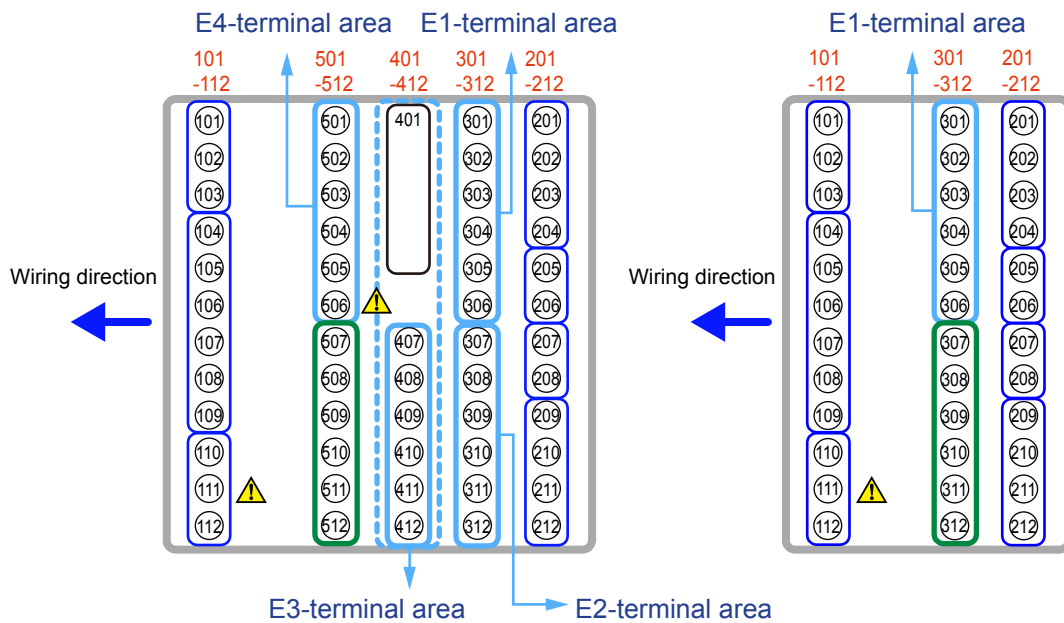 E4-terminal area E1-terminal area E1-terminal area
101 501 401 301 201 101 301 201
-112 -512 -412 -312 -212 -112 -312 -212
101 501 401 301 201 101 301 201
102 502 302 202 102 302 202
103 503 303 203 103 303 203
104 504 304 204 104 304 204
105 505 305 205 105 305 205
Wiring direction Wiring direction
106 506 306 206 106 306 206
107 507 407 307 207 107 307 207
108 508 408 308 208 108 308 208
109 509 409 309 209 109 309 209
110 510 410 310 210 110 310 210
111 511 411 311 211 111 311 211
112 512 412 312 212 112 312 212
E3-terminal area E2-terminal area